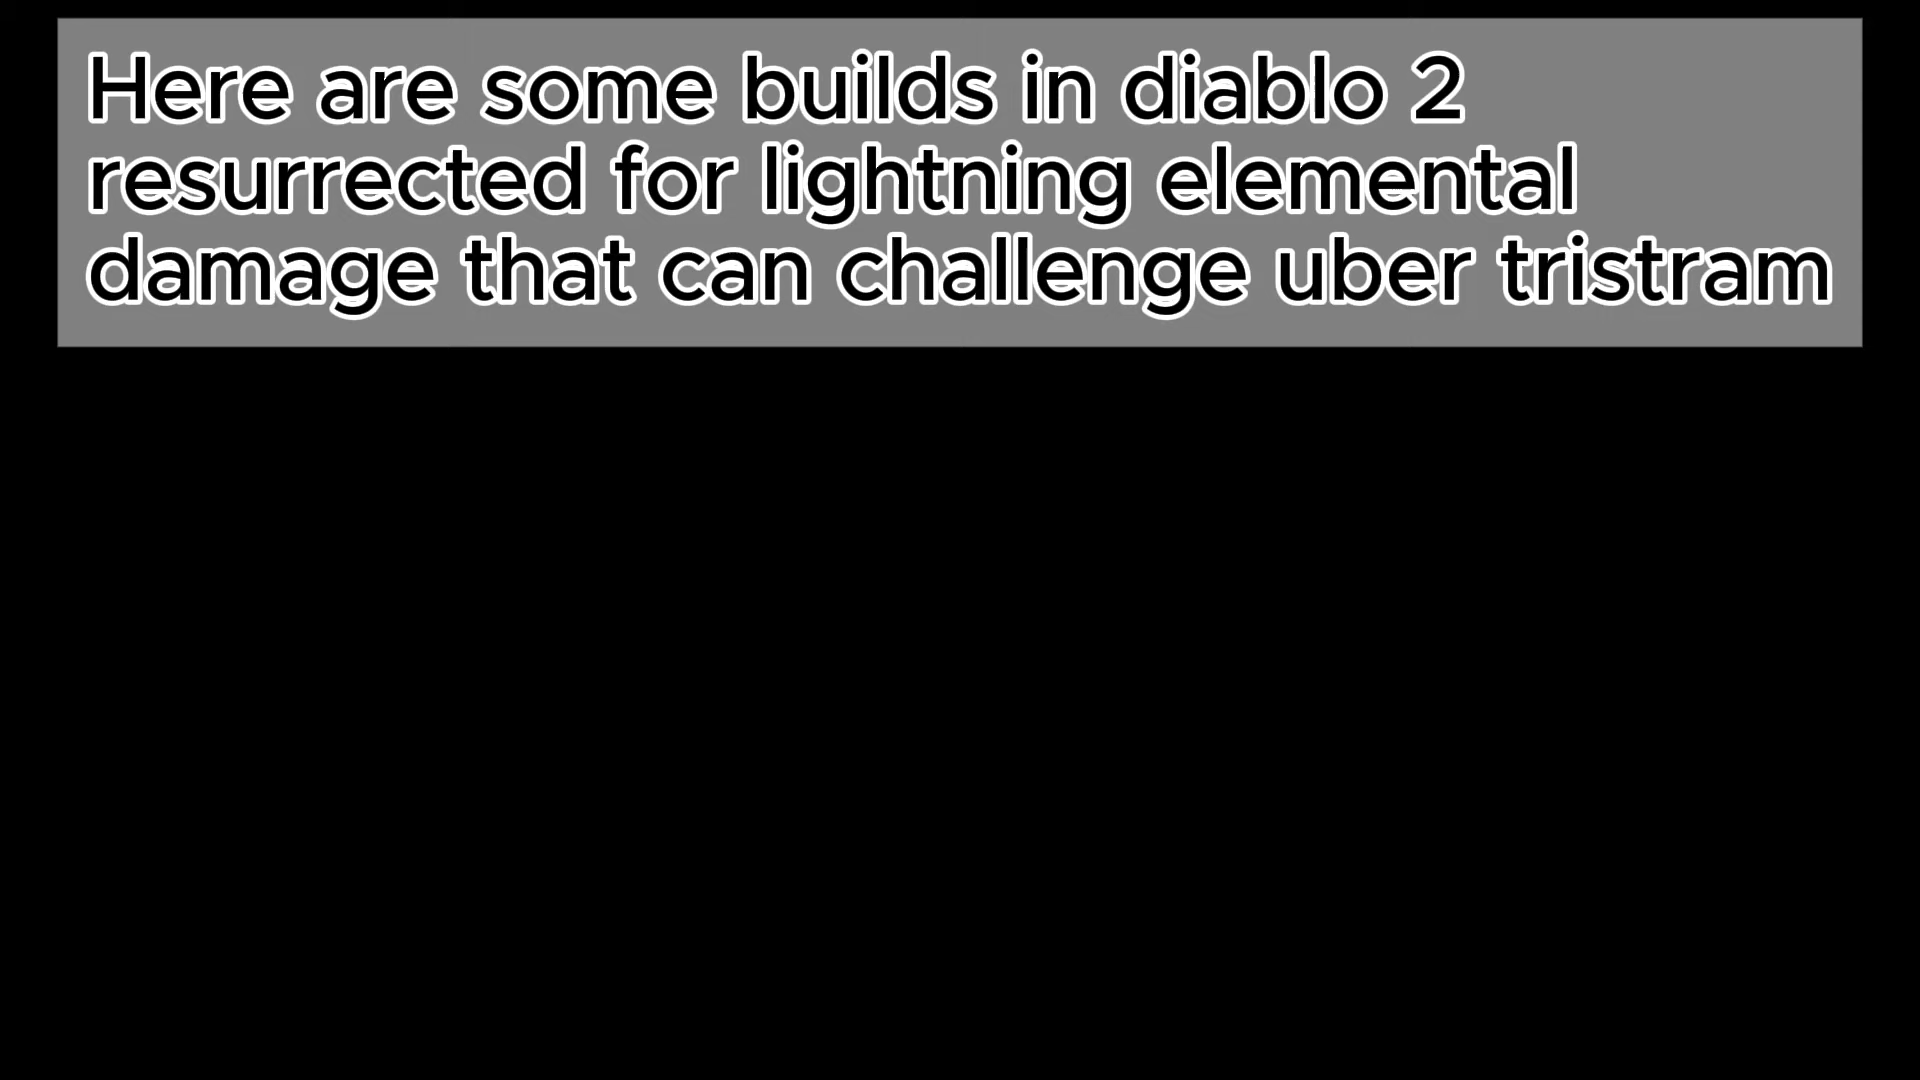 Here are some builds in diablo 2
resurrected for lightning elemental
damage that can challenge uber tristram